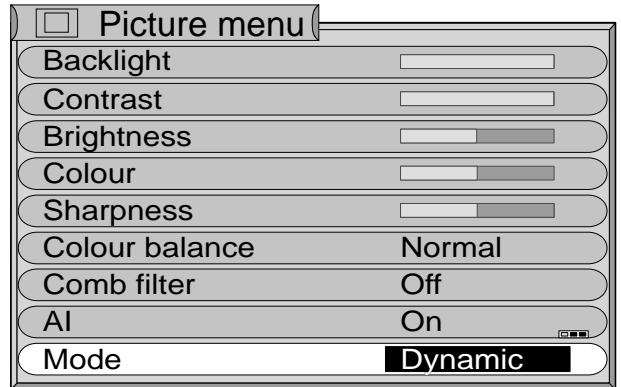 Picture menu
Backlight
Contrast
Brightness
Colour
Sharpness
Colour balance Normal
Comb filter Off
AI On
Mode Dynamic